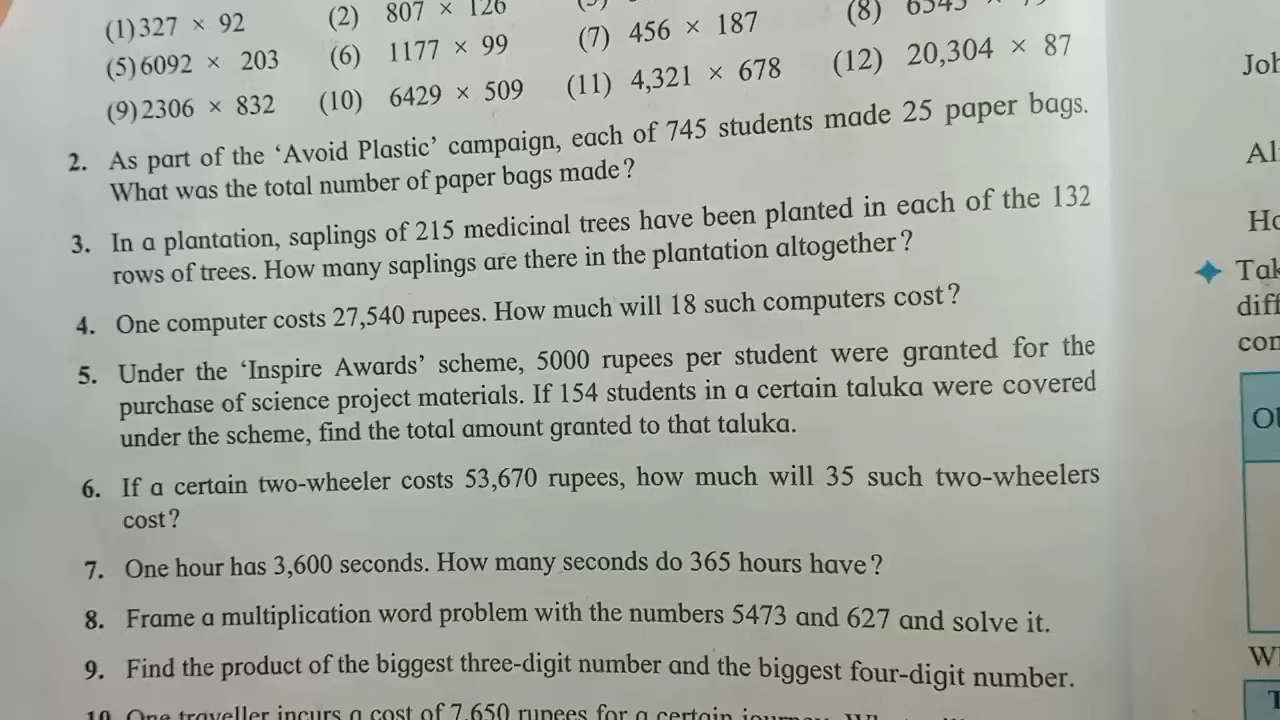 (1) 327 × 92 (2) 807 × 126 (8)
(5) 6092 × 203 (6) 1177 × 99 (7) 456 × 187
(9) 2306 × 832 (10) 6429 × 509 (11) 4,321 × 678 (12) 20,304 × 87
2. As part of the ‘Avoid Plastic’ campaign, each of 745 students made 25 paper bags.
What was the total number of paper bags made?
3. In a plantation, saplings of 215 medicinal trees have been planted in each of the 132
rows of trees. How many saplings are there in the plantation altogether?
4. One computer costs 27,540 rupees. How much will 18 such computers cost?
5. Under the ‘Inspire Awards’ scheme, 5000 rupees per student were granted for the
purchase of science project materials. If 154 students in a certain taluka were covered
under the scheme, find the total amount granted to that taluka.
6. If a certain two-wheeler costs 53,670 rupees, how much will 35 such two-wheelers
cost?
7. One hour has 3,600 seconds. How many seconds do 365 hours have?
8. Frame a multiplication word problem with the numbers 5473 and 627 and solve it.
9. Find the product of the biggest three-digit number and the biggest four-digit number.
10. One traveller incurs a cost of 7,650 rupees for a certain